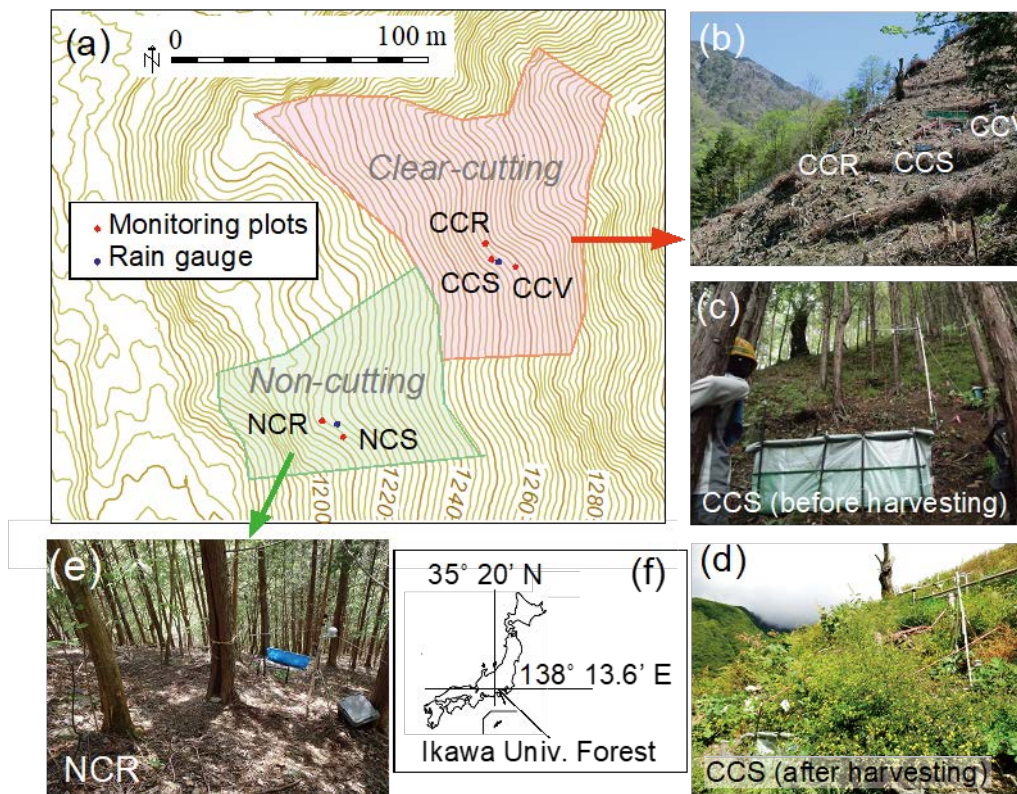 (a)
0 100 m
N
Clear-cutting
Monitoring plots
Rain gauge
CCR
CCS
CCV
Non-cutting
NCR
NCS
1200
1220
1240
1260
1280
(b)
CCR
CCS
CCV
(c)
CCS (before harvesting)
(e)
NCR
35° 20’ N
(f)
138° 13.6’ E
Ikawa Univ. Forest
(d)
CCS (after harvesting)